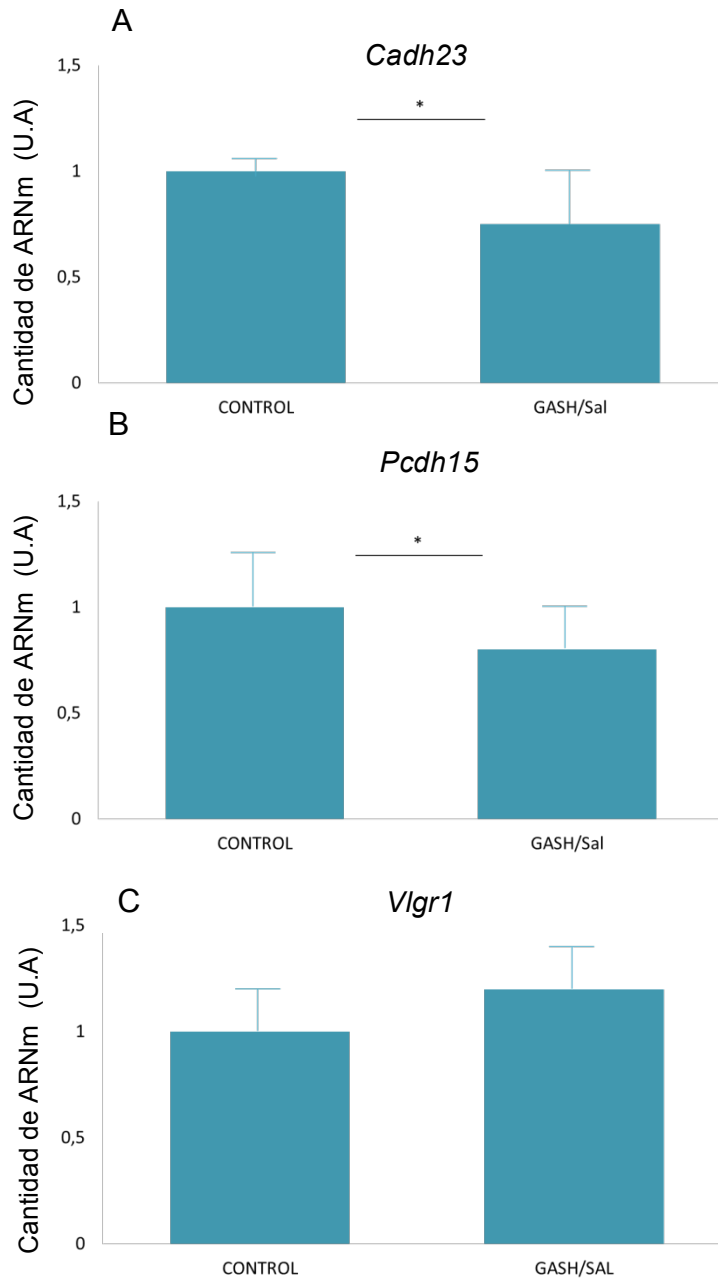 A
Cadh23
1,5
*
1
0,5
0
Cantidad de ARNm (U.A)
CONTROL
GASH/Sal
B
Pcdh15
1,5
*
1
0,5
0
Cantidad de ARNm (U.A)
CONTROL
GASH/Sal
C
Vlgr1
1,5
1
0,5
0
Cantidad de ARNm (U.A)
CONTROL
GASH/SAL